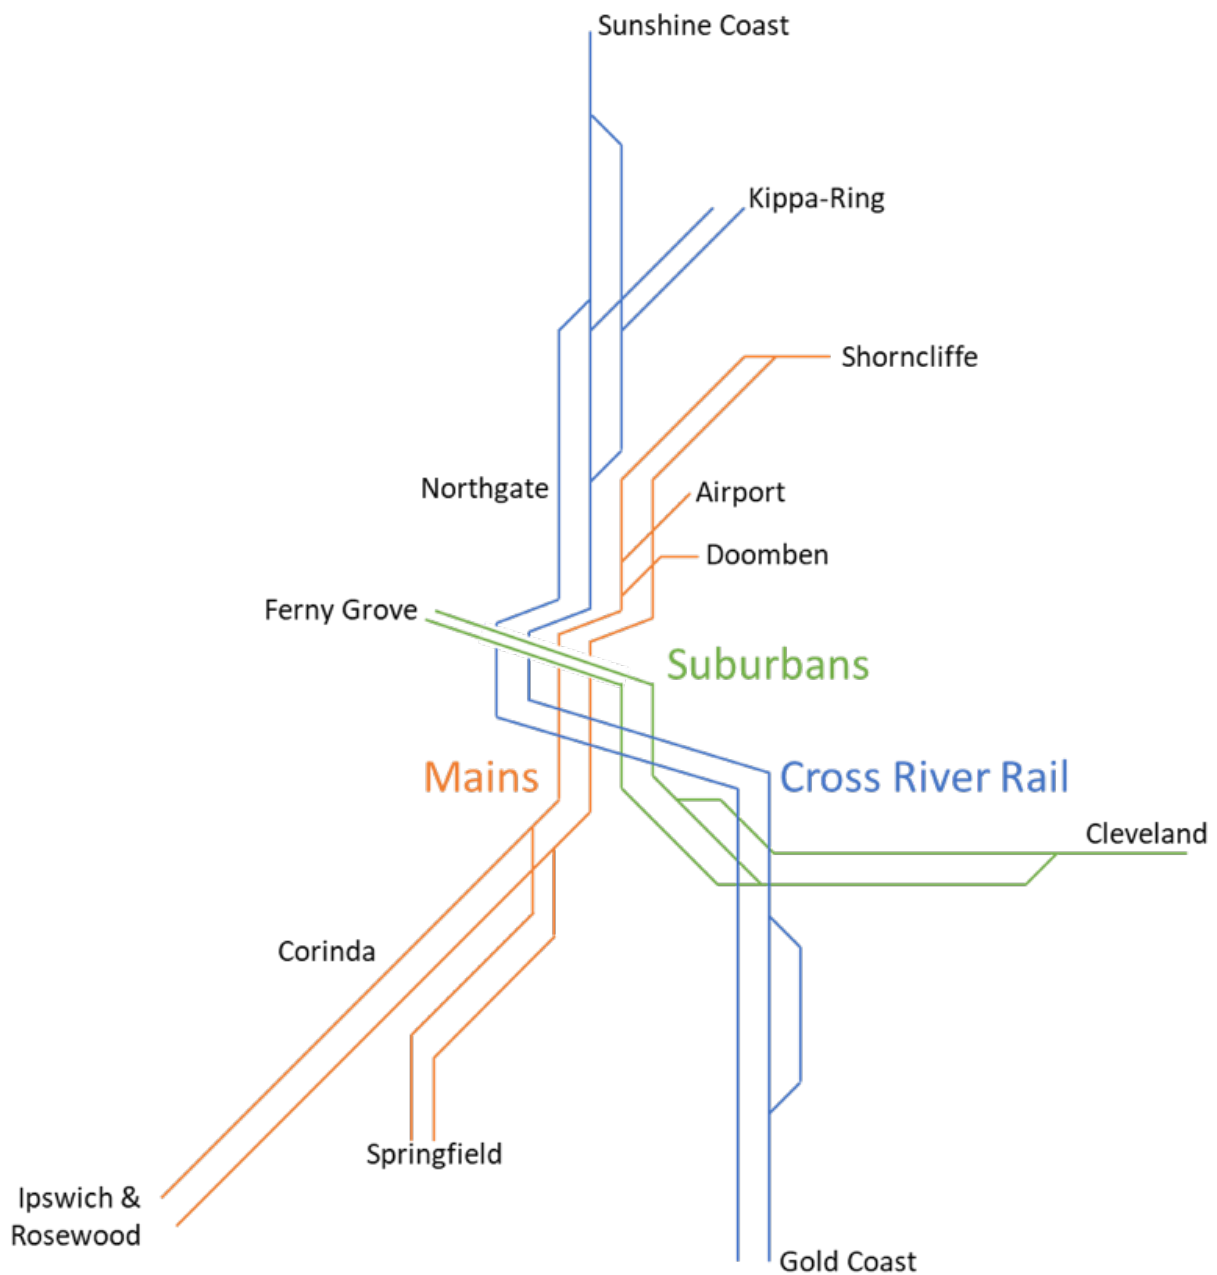 Sunshine Coast
Kippa-Ring
Shorncliffe
Northgate
Airport
Doomben
Ferny Grove
Suburbans
Mains
Cross River Rail
Cleveland
Corinda
Springfield
Ipswich &
Rosewood
Gold Coast